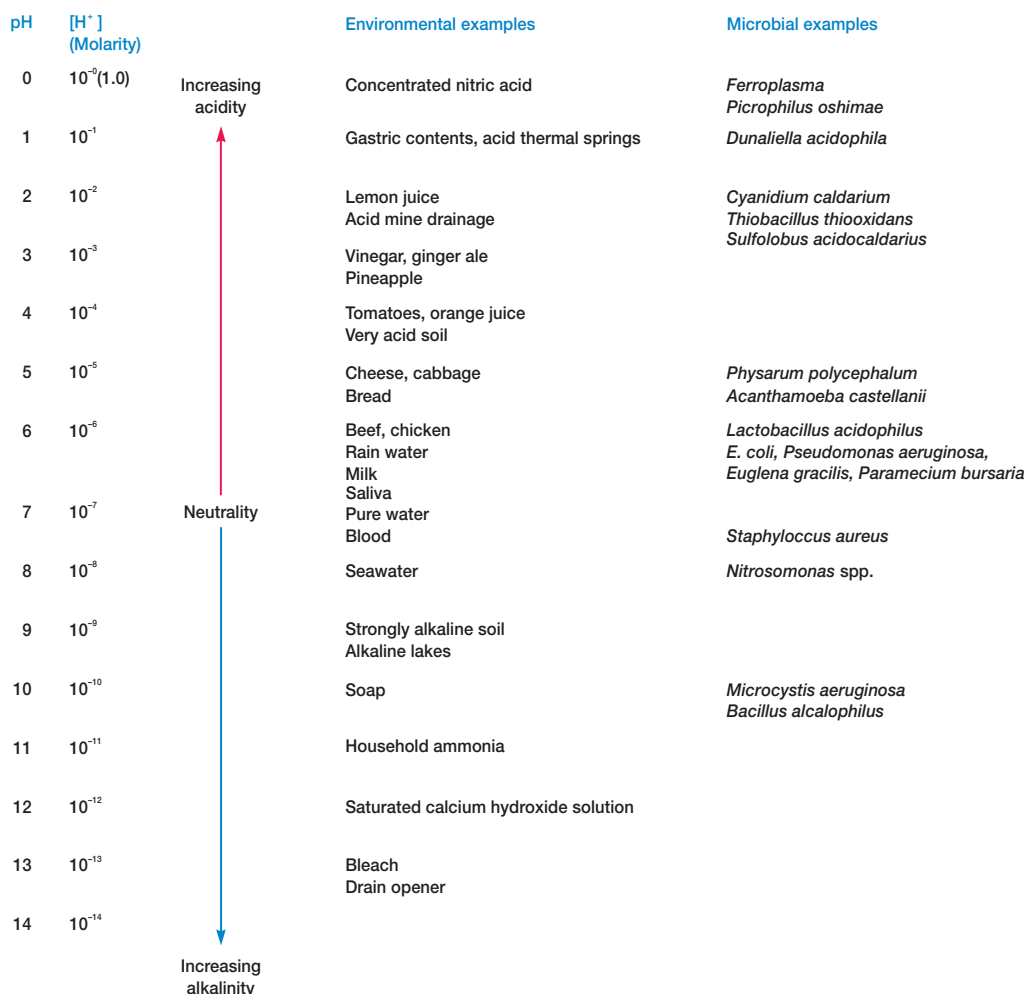 pH [H⁺] Environmental examples Microbial examples
(Molarity)
0 10⁻⁰(1.0) Increasing Concentrated nitric acid Ferroplasma
acidity Picrophilus oshimae
1 10⁻¹ Gastric contents, acid thermal springs Dunaliella acidophila
2 10⁻² Lemon juice Cyanidium caldarium
Acid mine drainage Thiobacillus thiooxidans
Sulfolobus acidocaldarius
3 10⁻³ Vinegar, ginger ale
Pineapple
4 10⁻⁴ Tomatoes, orange juice
Very acid soil
5 10⁻⁵ Cheese, cabbage Physarum polycephalum
Bread Acanthamoeba castellanii
6 10⁻⁶ Beef, chicken Lactobacillus acidophilus
Rain water E. coli, Pseudomonas aeruginosa,
Milk Euglena gracilis, Paramecium bursaria
Saliva
7 10⁻⁷ Neutrality Pure water
Blood Staphyloccus aureus
8 10⁻⁸ Seawater Nitrosomonas spp.
9 10⁻⁹ Strongly alkaline soil
Alkaline lakes
10 10⁻¹⁰ Soap Microcystis aeruginosa
Bacillus alcalophilus
11 10⁻¹¹ Household ammonia
12 10⁻¹² Saturated calcium hydroxide solution
13 10⁻¹³ Bleach
Drain opener
14 10⁻¹⁴
Increasing
alkalinity